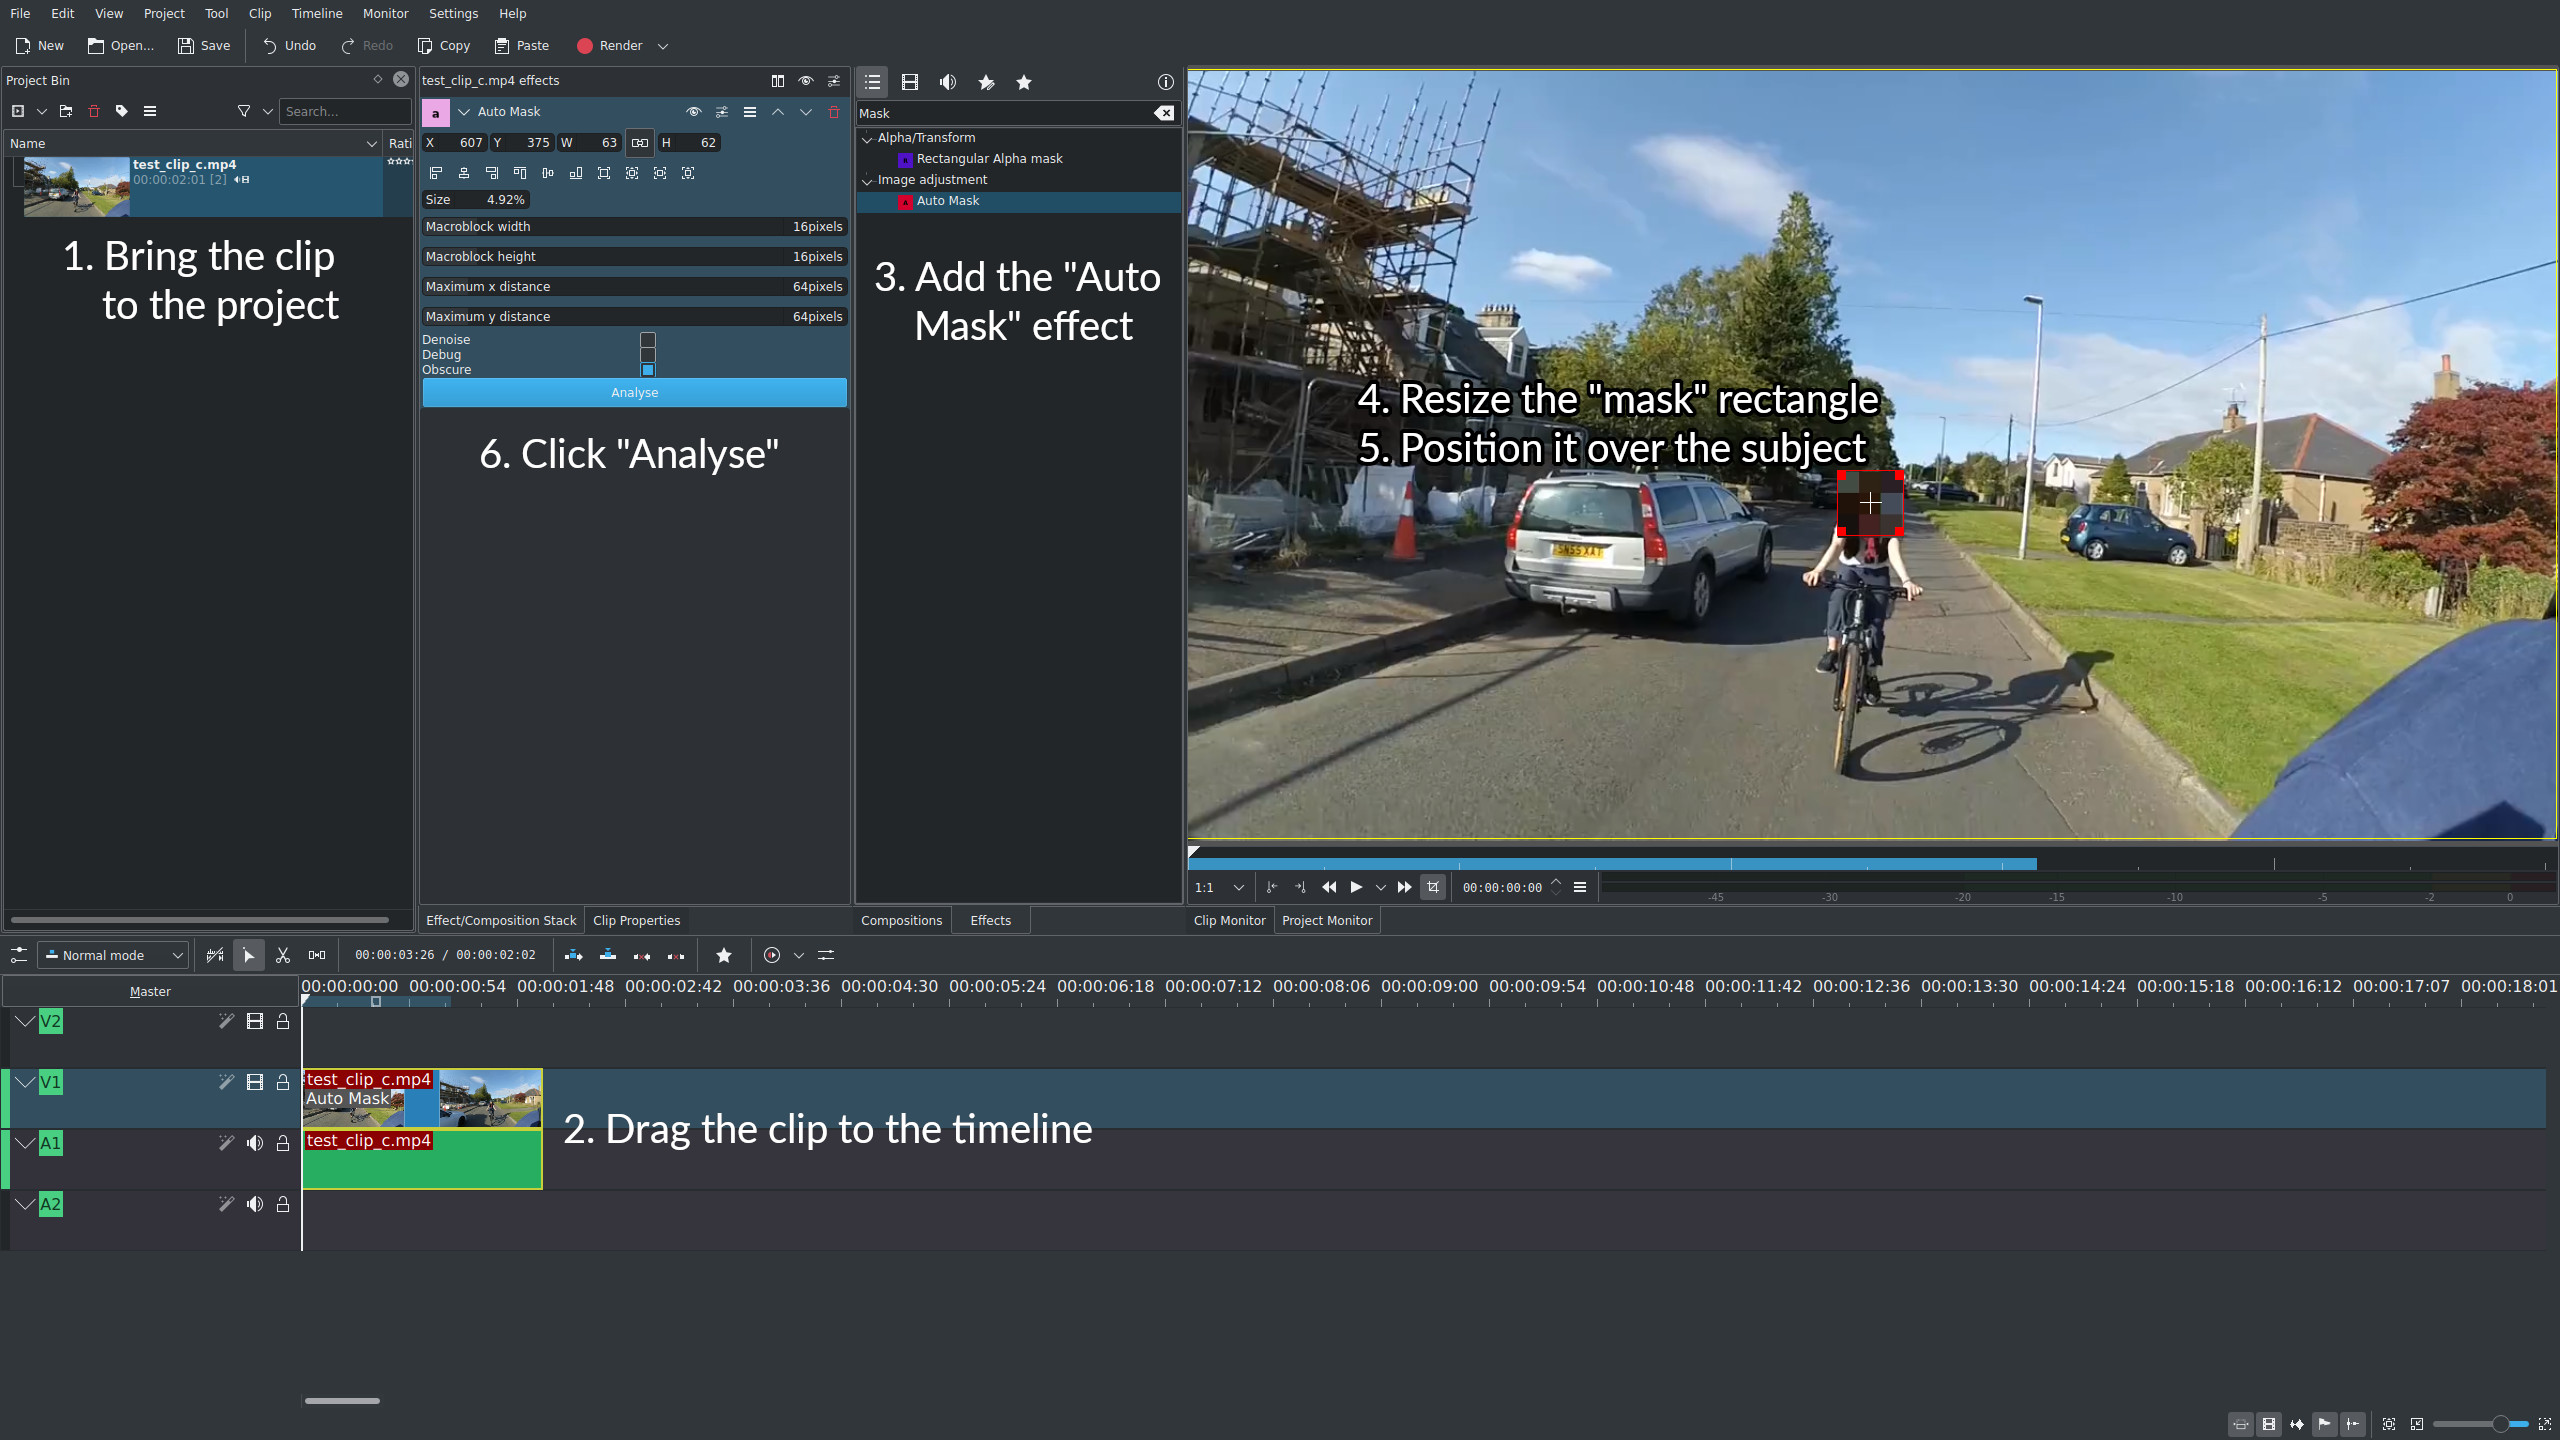 File Edit View Project Tool Clip Timeline Monitor Settings Help
New Open... Save Undo Redo Copy Paste Render
Project Bin
Search...
Name Rati
test_clip_c.mp4
00:00:02:01 [2]
1. Bring the clip
to the project
test_clip_c.mp4 effects
a Auto Mask
X 607 Y 375 W 63 H 62
Size 4.92%
Macroblock width 16pixels
Macroblock height 16pixels
Maximum x distance 64pixels
Maximum y distance 64pixels
Denoise
Debug
Obscure
Analyse
6. Click "Analyse"
Effect/Composition Stack Clip Properties
Mask
Alpha/Transform
Rectangular Alpha mask
Image adjustment
Auto Mask
3. Add the "Auto
Mask" effect
Compositions Effects
4. Resize the "mask" rectangle
5. Position it over the subject
SN55 XAT
1:1 00:00:00:00
-45 -30 -20 -15 -10 -5 -2 0
Clip Monitor Project Monitor
Normal mode 00:00:03:26 / 00:00:02:02
Master 00:00:00:00 00:00:00:54 00:00:01:48 00:00:02:42 00:00:03:36 00:00:04:30 00:00:05:24 00:00:06:18 00:00:07:12 00:00:08:06 00:00:09:00 00:00:09:54 00:00:10:48 00:00:11:42 00:00:12:36 00:00:13:30 00:00:14:24 00:00:15:18 00:00:16:12 00:00:17:07 00:00:18:01
V2
V1 test_clip_c.mp4
Auto Mask
2. Drag the clip to the timeline
A1 test_clip_c.mp4
A2